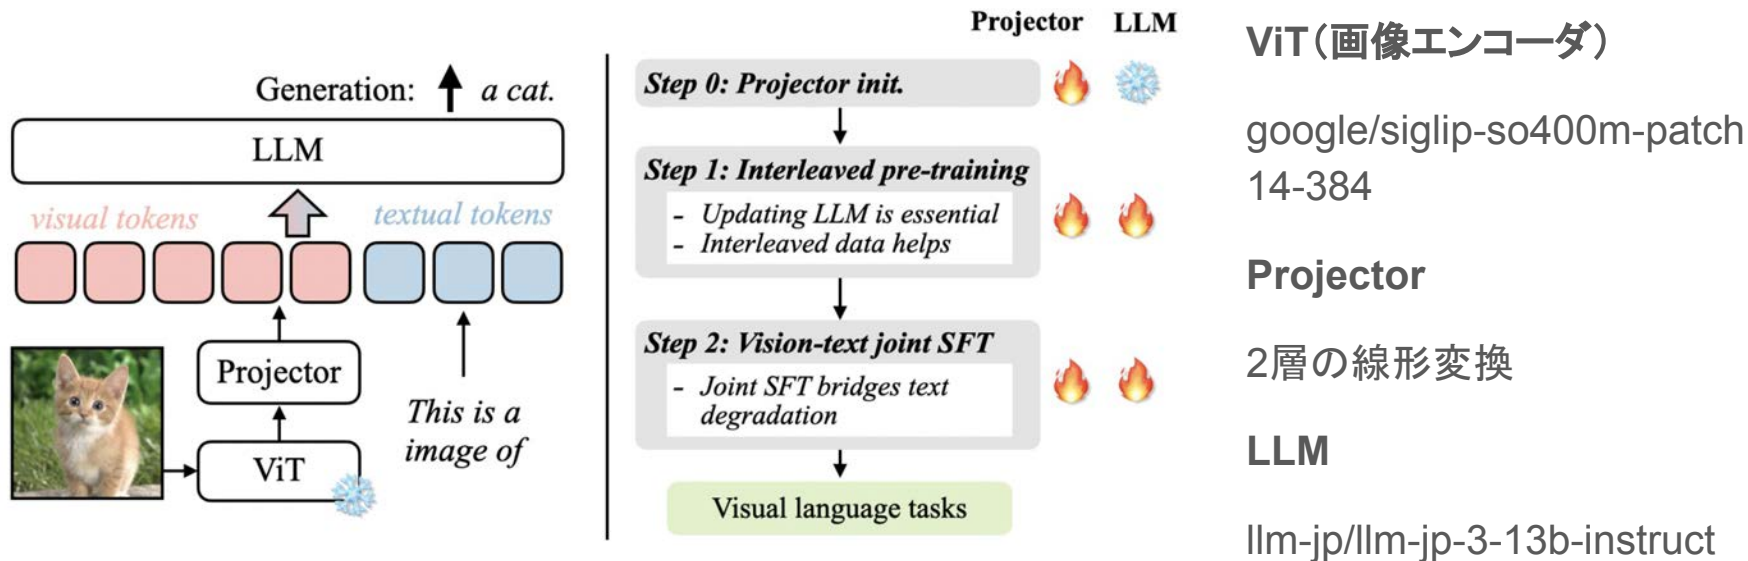 Generation: a cat.
LLM
visual tokens textual tokens
Projector
This is a
image of
ViT
Projector LLM
Step 0: Projector init.
Step 1: Interleaved pre-training
- Updating LLM is essential
- Interleaved data helps
Step 2: Vision-text joint SFT
- Joint SFT bridges text
degradation
Visual language tasks
ViT(画像エンコーダ)
google/siglip-so400m-patch
14-384
Projector
2層の線形変換
LLM
llm-jp/llm-jp-3-13b-instruct